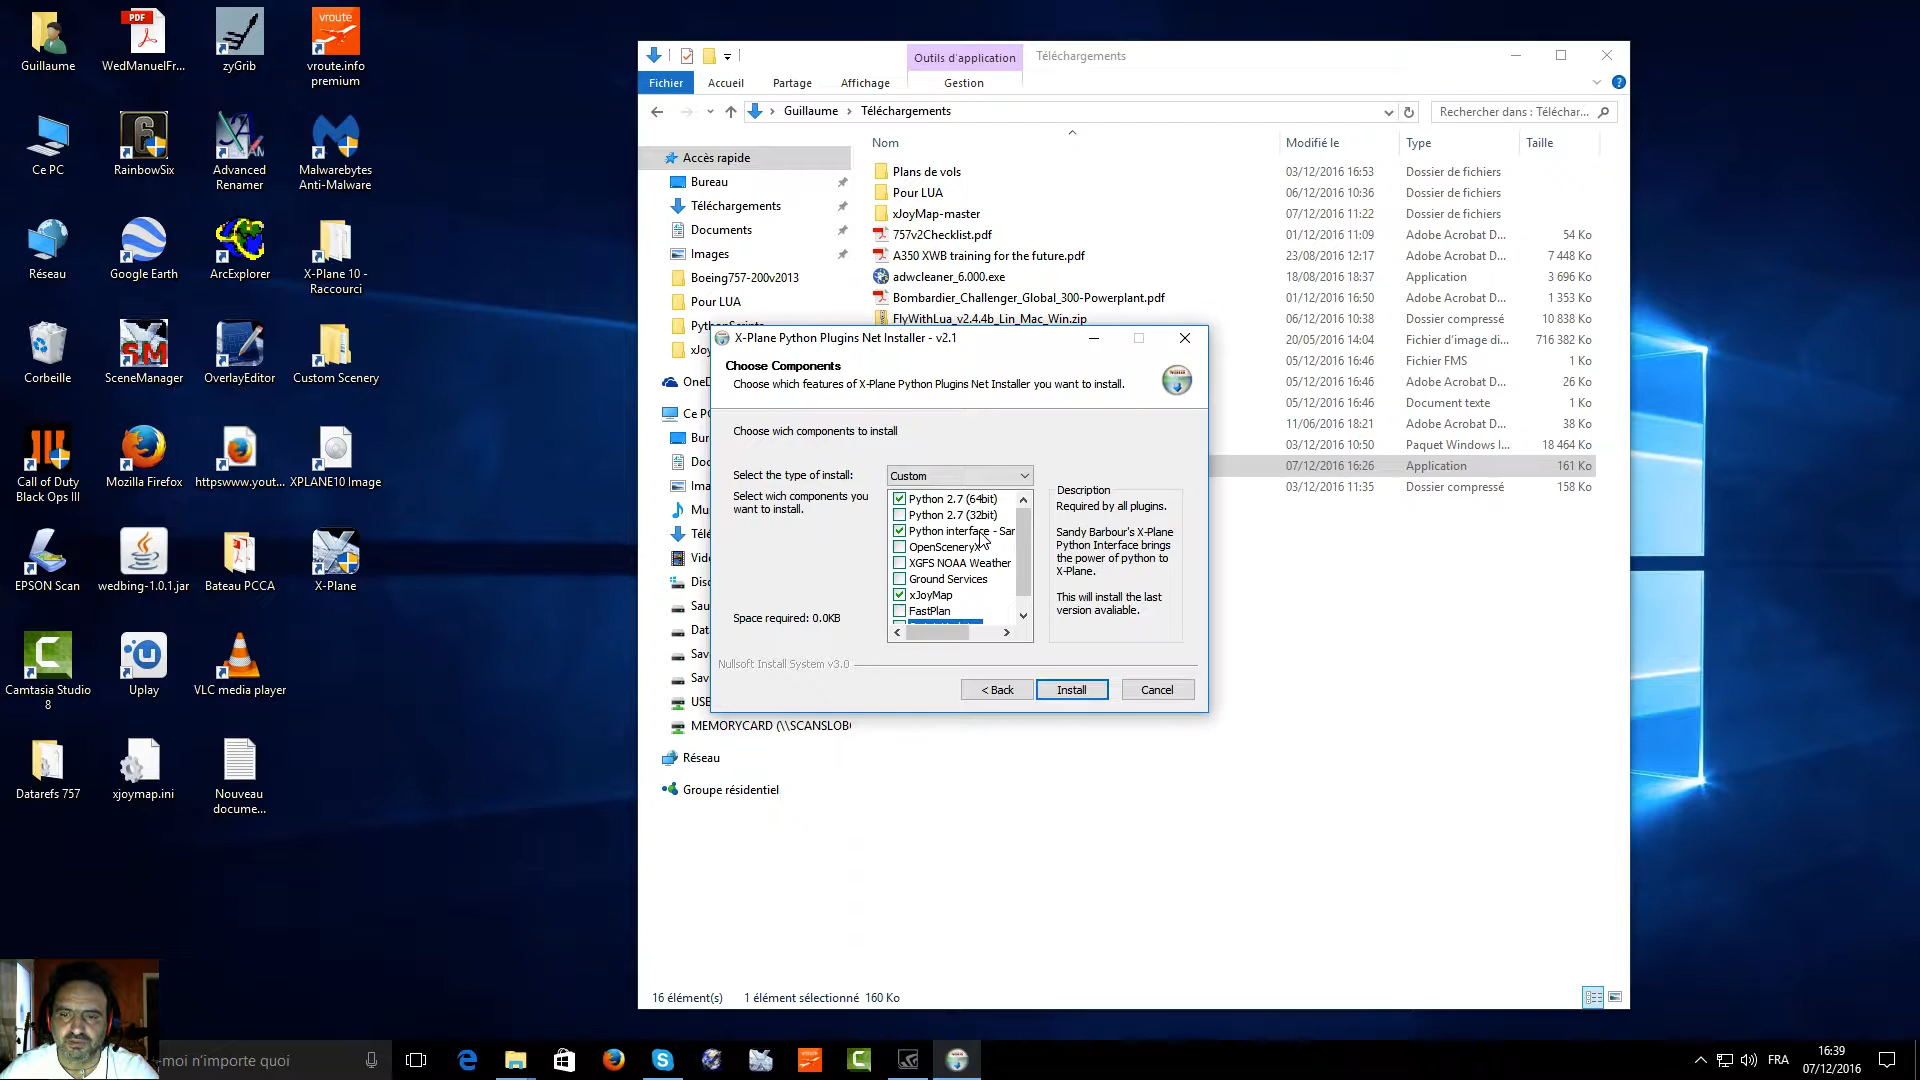 Guillaume
WedManuelFr...
zyGrib
vroute
vroute.info
premium
Ce PC
RainbowSix
Advanced
Renamer
Malwarebytes
Anti-Malware
Réseau
Google Earth
ArcExplorer
X-Plane 10 -
Raccourci
Corbeille
SceneManager
OverlayEditor
Custom Scenery
Call of Duty
Black Ops III
Mozilla Firefox
httpswww.yout...
XPLANE10 Image
EPSON Scan
wedbing-1.0.1.jar
Bateau PCCA
X-Plane
Camtasia Studio
8
Uplay
VLC media player
Datarefs 757
xjoymap.ini
Nouveau
docume...
Outils d'application
Téléchargements
Fichier
Accueil
Partage
Affichage
Gestion
Guillaume > Téléchargements
Rechercher dans : Téléchar...
Nom
Modifié le
Type
Taille
Accès rapide
Bureau
Téléchargements
Documents
Images
Boeing757-200v2013
Pour LUA
PythonScripts
xJoy
OneD
Ce PC
Bur
Doc
Ima
Mu
Télé
Vide
Disc
Sau
Dat
Sav
Sav
USB
MEMORYCARD (\\SCANSLOB(
Réseau
Groupe résidentiel
Plans de vols 03/12/2016 16:53 Dossier de fichiers
Pour LUA 06/12/2016 10:36 Dossier de fichiers
xJoyMap-master 07/12/2016 11:22 Dossier de fichiers
757v2Checklist.pdf 01/12/2016 11:09 Adobe Acrobat D... 54 Ko
A350 XWB training for the future.pdf 23/08/2016 12:17 Adobe Acrobat D... 7 448 Ko
adwcleaner_6.000.exe 18/08/2016 18:37 Application 3 696 Ko
Bombardier_Challenger_Global_300-Powerplant.pdf 01/12/2016 16:50 Adobe Acrobat D... 1 353 Ko
FlyWithLua_v2.4.4b_Lin_Mac_Win.zip 06/12/2016 10:38 Dossier compressé 10 838 Ko
20/05/2016 14:04 Fichier d'image di... 716 382 Ko
05/12/2016 16:46 Fichier FMS 1 Ko
05/12/2016 16:46 Adobe Acrobat D... 26 Ko
05/12/2016 16:46 Document texte 1 Ko
11/06/2016 18:21 Adobe Acrobat D... 38 Ko
03/12/2016 10:50 Paquet Windows I... 18 464 Ko
07/12/2016 16:26 Application 161 Ko
03/12/2016 11:35 Dossier compressé 158 Ko
X-Plane Python Plugins Net Installer - v2.1
Choose Components
Choose which features of X-Plane Python Plugins Net Installer you want to install.
Choose wich components to install
Select the type of install:
Custom
Select wich components you
want to install.
Python 2.7 (64bit)
Python 2.7 (32bit)
Python interface - Sar
OpenSceneryX
XGFS NOAA Weather
Ground Services
xJoyMap
FastPlan
Description
Required by all plugins.
Sandy Barbour's X-Plane
Python Interface brings
the power of python to
X-Plane.
This will install the last
version avaliable.
Space required: 0.0KB
Nullsoft Install System v3.0
< Back
Install
Cancel
16 élément(s)
1 élément sélectionné 160 Ko
-moi n'importe quoi
FRA
16:39
07/12/2016